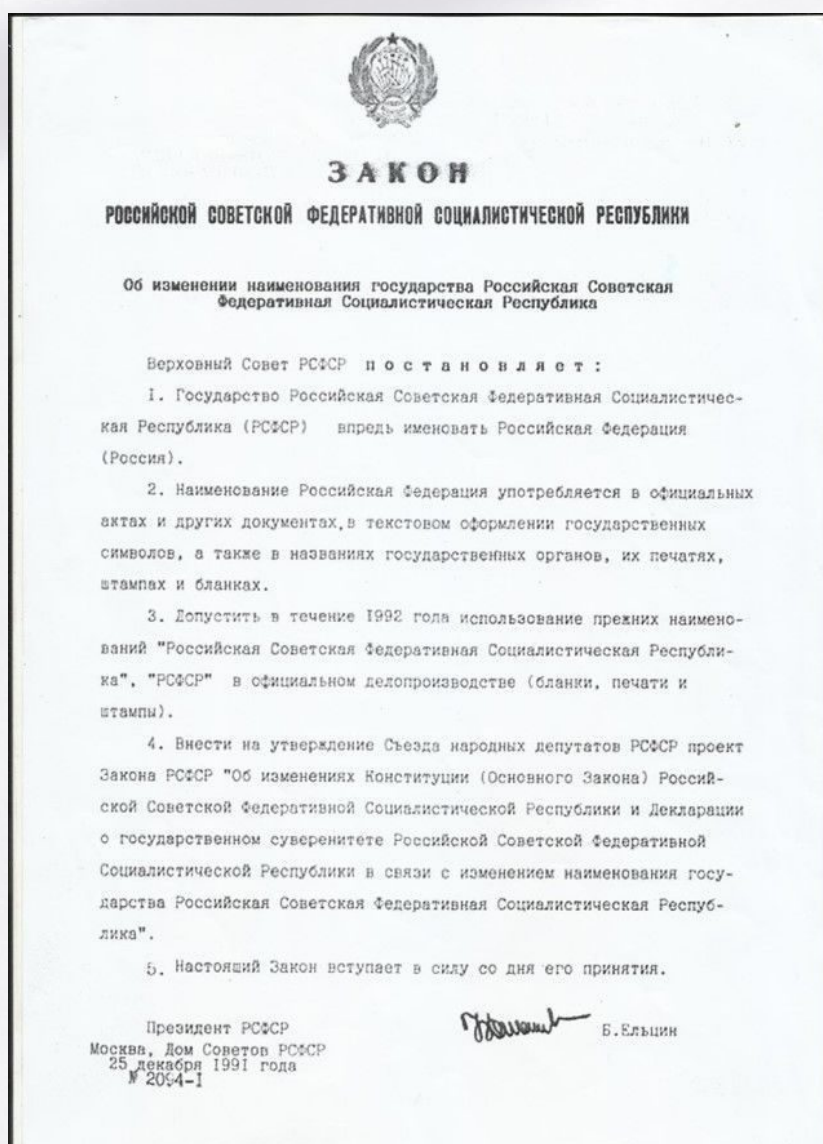 ЗАКОН
РОССИЙСКОЙ СОВЕТСКОЙ ФЕДЕРАТИВНОЙ СОЦИАЛИСТИЧЕСКОЙ РЕСПУБЛИКИ
Об изменении наименования государства Российская Советская
Федеративная Социалистическая Республика
Верховный Совет РСФСР постановляет:
I. Государство Российская Советская Федеративная Социалистичес-
кая Республика (РСФСР) впредь именовать Российская Федерация
(Россия).
2. Наименование Российская Федерация употребляется в официальных
актах и других документах, в текстовом оформлении государственных
символов, а также в названиях государственных органов, их печатях,
штампах и бланках.
3. Допустить в течение I992 года использование прежних наимено-
ваний "Российская Советская Федеративная Социалистическая Республи-
ка", "РСФСР" в официальном делопроизводстве (бланки, печати и
штампы).
4. Внести на утверждение Съезда народных депутатов РСФСР проект
Закона РСФСР "Об изменениях Конституции (Основного Закона) Россий-
ской Советской Федеративной Социалистической Республики и Декларации
о государственном суверенитете Российской Советской Федеративной
Социалистической Республики в связи с изменением наименования госу-
дарства Российская Советская Федеративная Социалистическая Респуб-
лика".
5. Настоящий Закон вступает в силу со дня его принятия.
Президент РСФСР Б.Ельцин
Москва, Дом Советов РСФСР
25 декабря I99I года
№ 2094-I